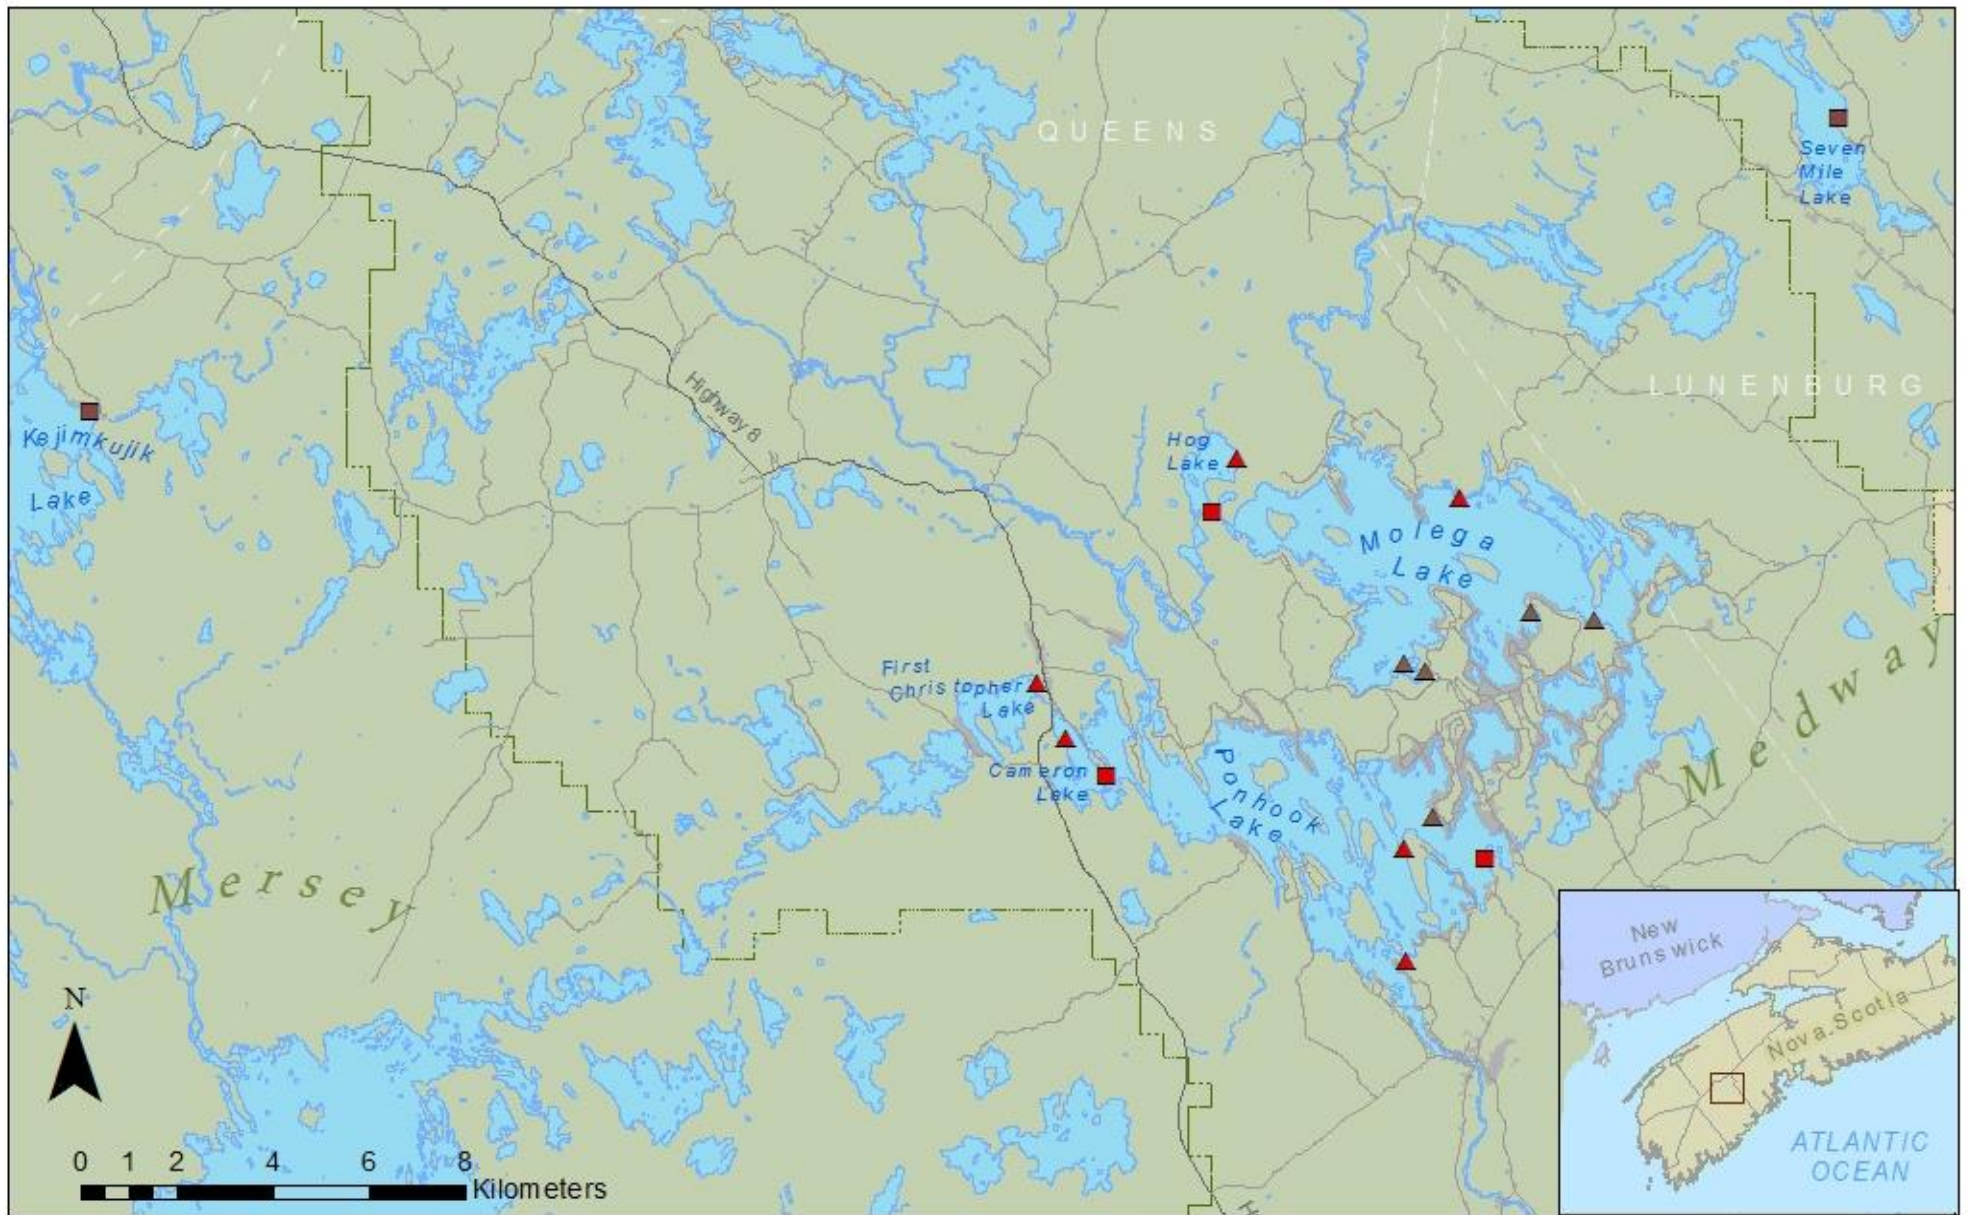 QUEENS
Seven
Mile
Lake
LUNENBURG
Highway 8
Kejimkujik
Lake
Hog
Lake
Molega
Lake
First
Christopher
Lake
Cameron
Lake
Ponhook
Lake
Medway
Mersey
N
0 1 2 4 6 8
Kilometers
New
Brunswick
Nova Scotia
ATLANTIC
OCEAN
H